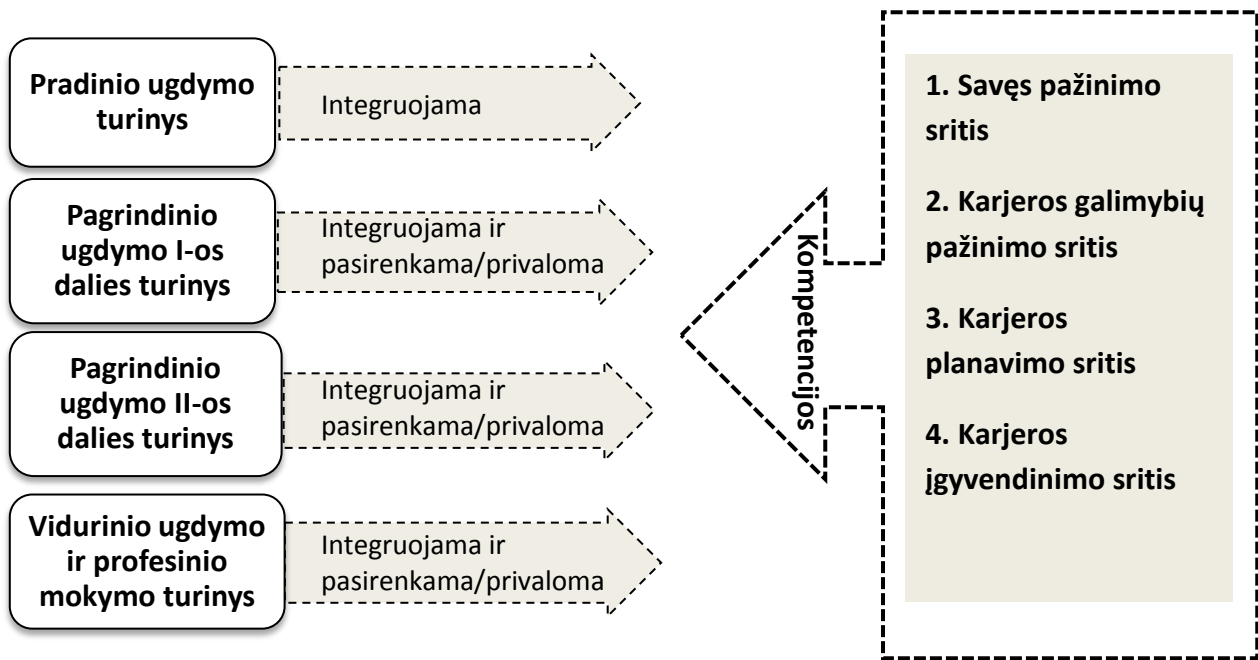 Pradinio ugdymo
turinys
Integruojama
Pagrindinio
ugdymo I-os
dalies turinys
Integruojama ir
pasirenkama/privaloma
Pagrindinio
ugdymo II-os
dalies turinys
Integruojama ir
pasirenkama/privaloma
Vidurinio ugdymo
ir profesinio
mokymo turinys
Integruojama ir
pasirenkama/privaloma
Kompetencijos
1. Savęs pažinimo
sritis
2. Karjeros galimybių
pažinimo sritis
3. Karjeros
planavimo sritis
4. Karjeros
įgyvendinimo sritis